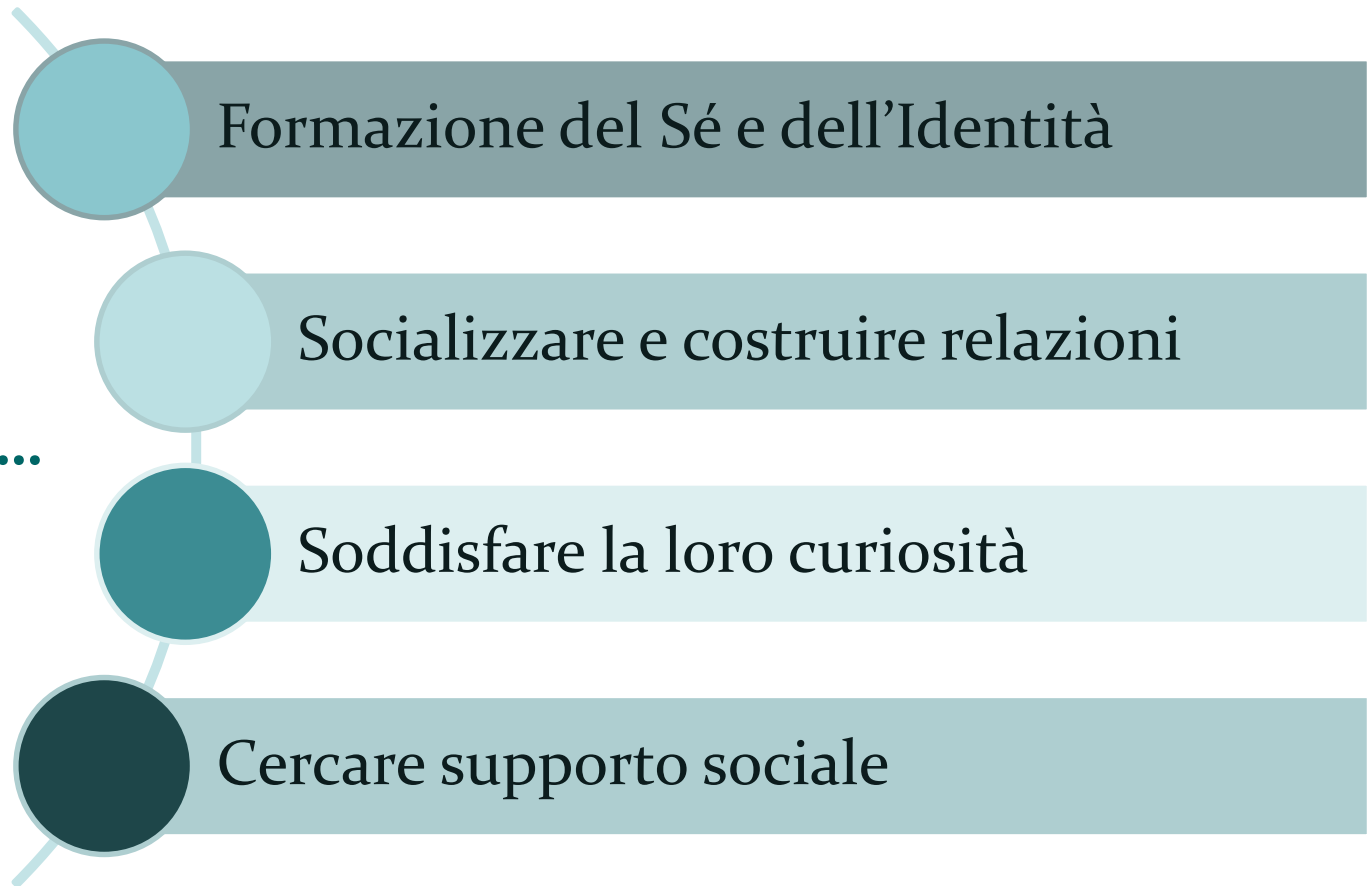 Formazione del Sé e dell’Identità
Socializzare e costruire relazioni
...
Soddisfare la loro curiosità
Cercare supporto sociale